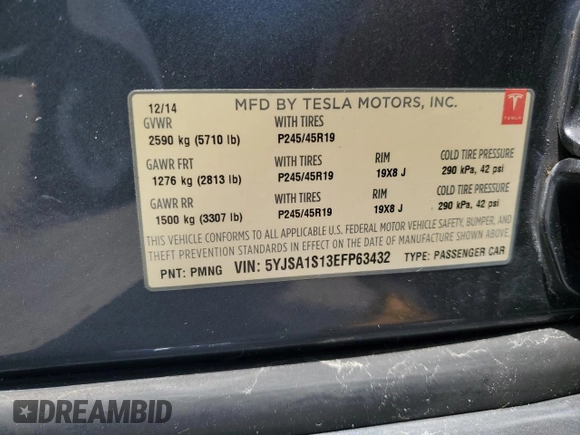 12/14 MFD BY TESLA MOTORS, INC.
TESLA
GVWR WITH TIRES
2590 kg (5710 lb) P245/45R19
GAWR FRT WITH TIRES RIM COLD TIRE PRESSURE
1276 kg (2813 lb) P245/45R19 19X8 J 290 kPa, 42 psi
GAWR RR WITH TIRES RIM COLD TIRE PRESSURE
1500 kg (3307 lb) P245/45R19 19X8 J 290 kPa, 42 psi
THIS VEHICLE CONFORMS TO ALL APPLICABLE U.S. FEDERAL MOTOR VEHICLE SAFETY, BUMPER, AND
THEFT PREVENTION STANDARDS IN EFFECT ON THE DATE OF MANUFACTURE SHOWN ABOVE.
PNT: PMNG VIN: 5YJSA1S13EFP63432 TYPE: PASSENGER CAR
DREAMBID